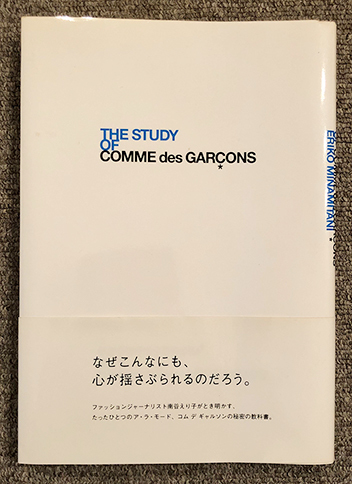 THE STUDY
OF
COMME des GARÇONS
*
ERIKO MINAMITANI
なぜこんなにも、
心が揺さぶられるのだろう。
ファッションジャーナリスト南谷えり子がとき明かす、
たったひとつのア・ラ・モード、コム デ ギャルソンの秘密の教科書。